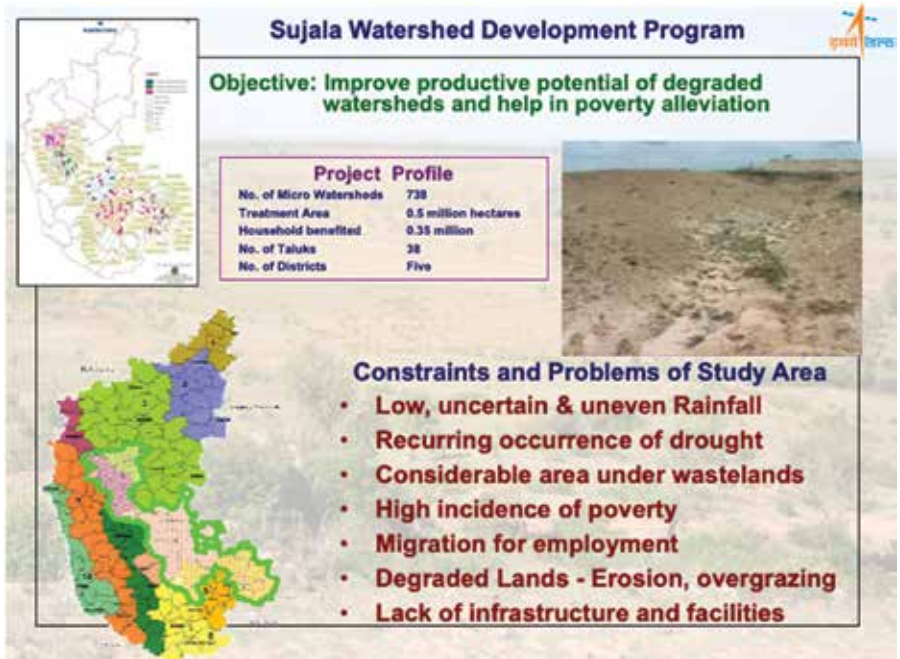 Sujala Watershed Development Program
इसरो isro
Objective: Improve productive potential of degraded
watersheds and help in poverty alleviation
Project Profile
No. of Micro Watersheds 738
Treatment Area 0.5 million hectares
Household benefited 0.35 million
No. of Taluks 38
No. of Districts Five
Constraints and Problems of Study Area
• Low, uncertain & uneven Rainfall
• Recurring occurrence of drought
• Considerable area under wastelands
• High incidence of poverty
• Migration for employment
• Degraded Lands - Erosion, overgrazing
• Lack of infrastructure and facilities